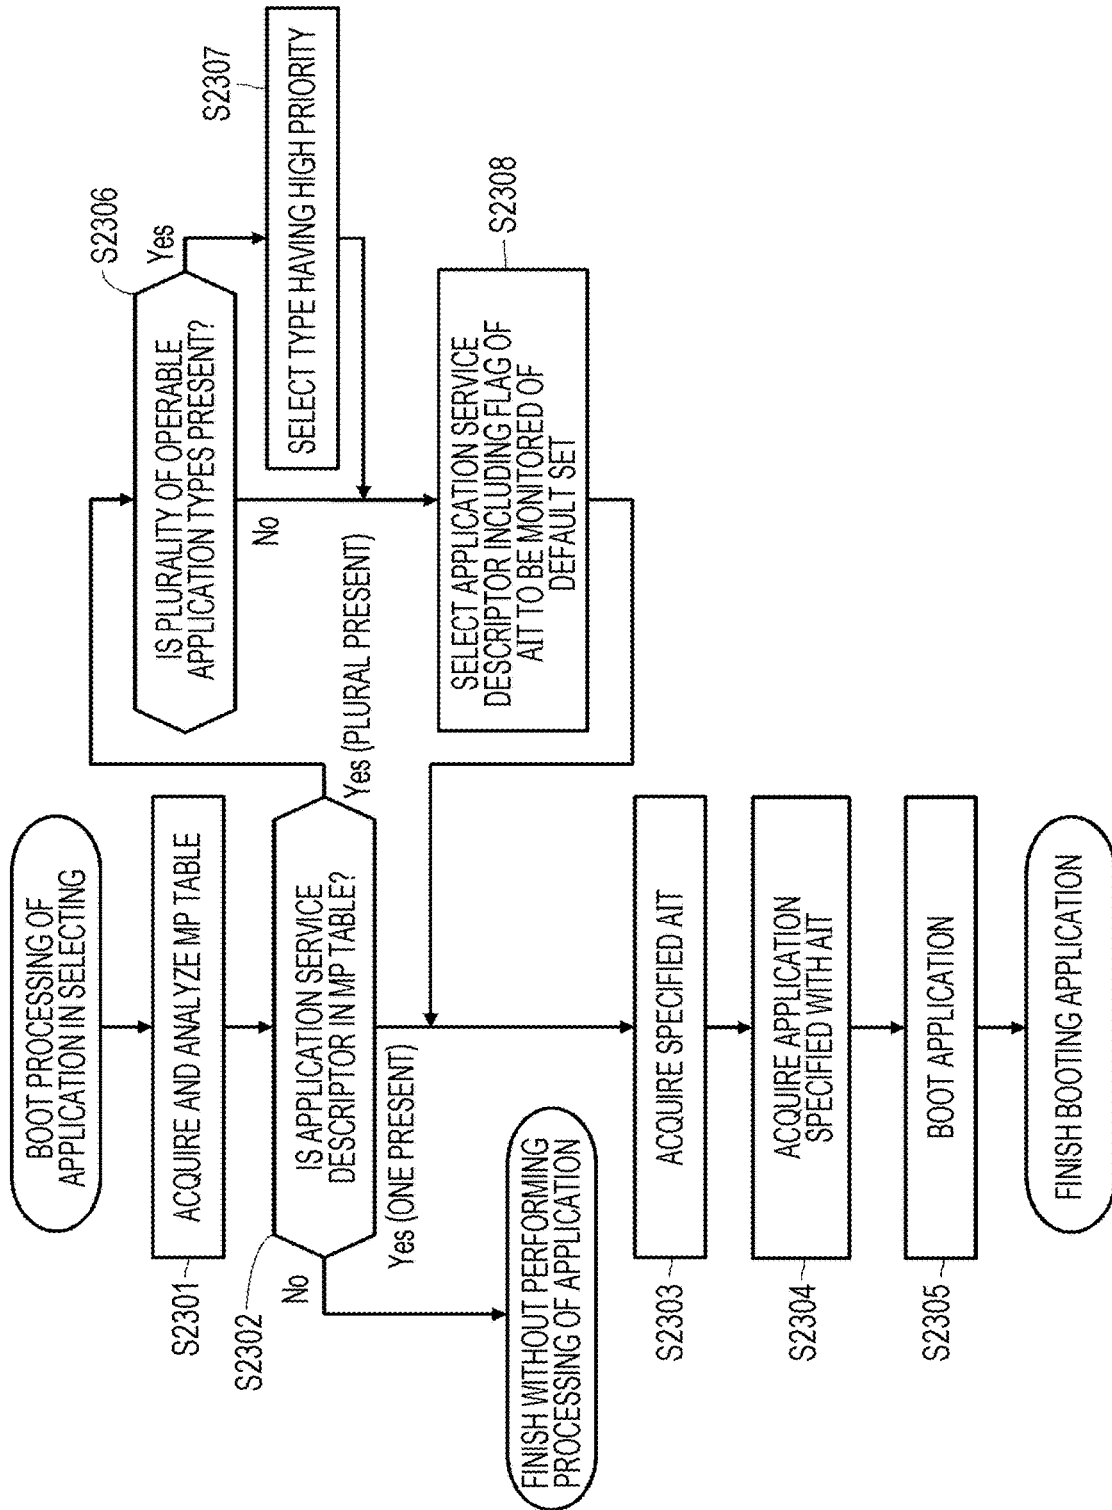 BOOT PROCESSING OF
APPLICATION IN SELECTING
S2301
ACQUIRE AND ANALYZE MP TABLE
S2302
IS APPLICATION SERVICE
DESCRIPTOR IN MP TABLE?
No
Yes (ONE PRESENT)
Yes (PLURAL PRESENT)
FINISH WITHOUT PERFORMING
PROCESSING OF APPLICATION
S2303
ACQUIRE SPECIFIED AIT
S2304
ACQUIRE APPLICATION
SPECIFIED WITH AIT
S2305
BOOT APPLICATION
FINISH BOOTING APPLICATION
S2306
IS PLURALITY OF OPERABLE
APPLICATION TYPES PRESENT?
Yes
No
S2307
SELECT TYPE HAVING HIGH PRIORITY
S2308
SELECT APPLICATION SERVICE
DESCRIPTOR INCLUDING FLAG OF
AIT TO BE MONITORED OF
DEFAULT SET